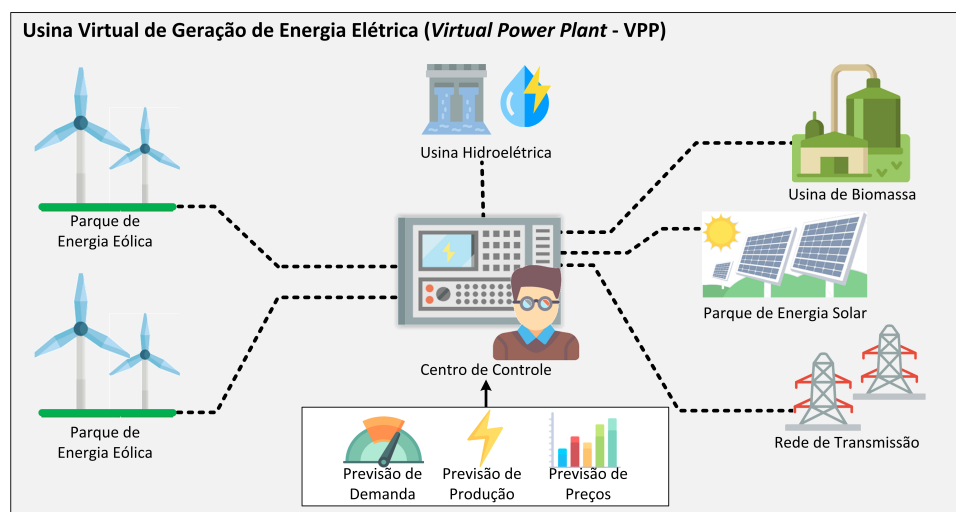 Usina Virtual de Geração de Energia Elétrica (Virtual Power Plant - VPP)
Parque de
Energia Eólica
Usina Hidroelétrica
Usina de Biomassa
Parque de Energia Solar
Parque de
Energia Eólica
Centro de Controle
Rede de Transmissão
Previsão de
Demanda
Previsão de
Produção
Previsão de
Preços